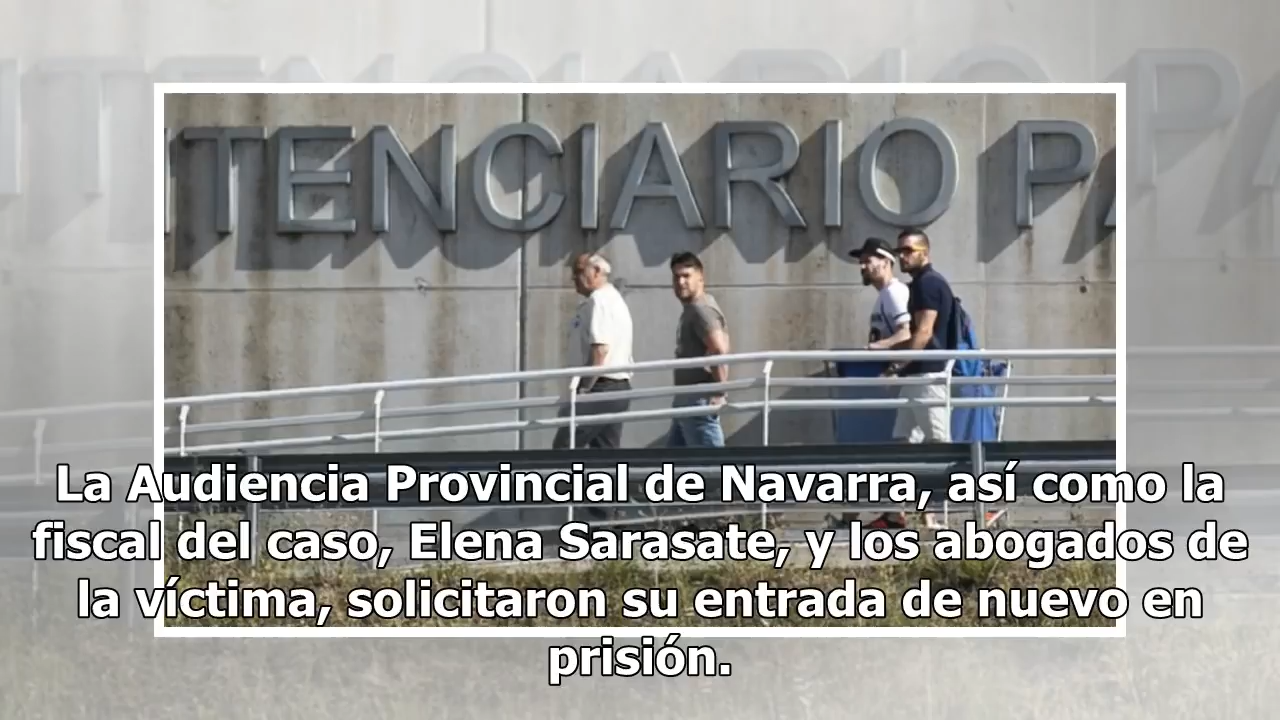 TENCIARIO PA
La Audiencia Provincial de Navarra, así como la
fiscal del caso, Elena Sarasate, y los abogados de
la víctima, solicitaron su entrada de nuevo en
prisión.